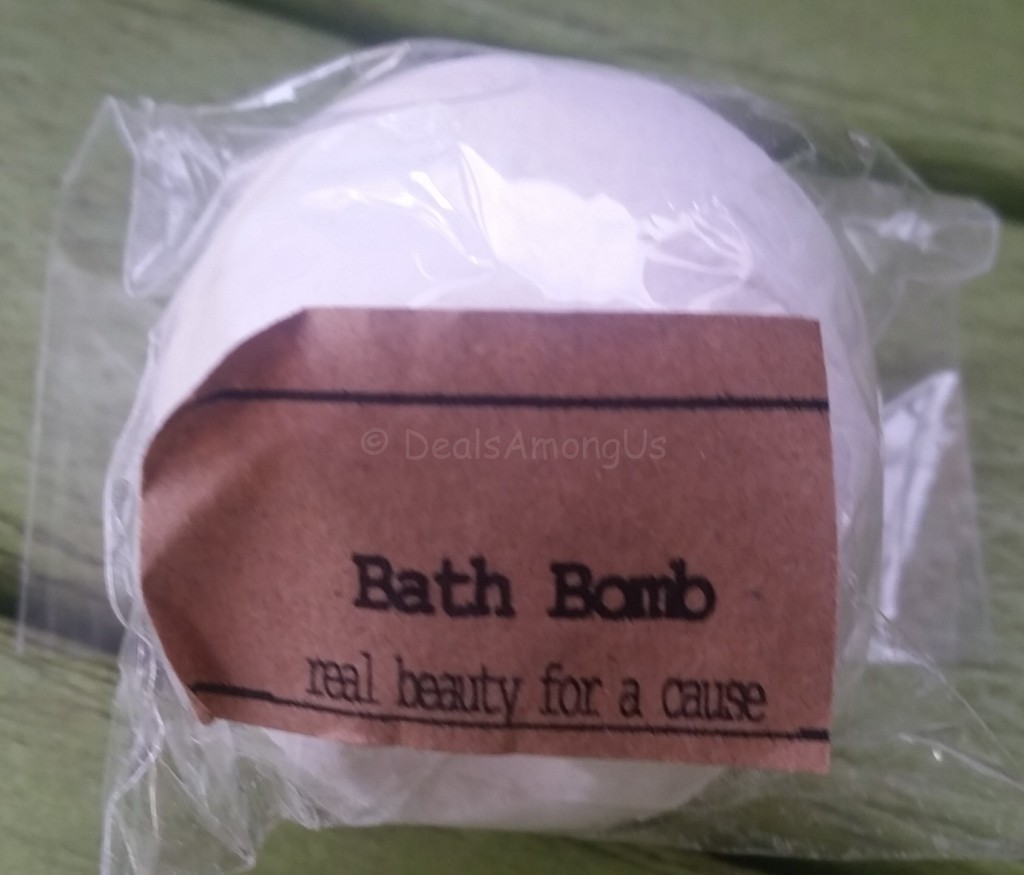 © DealsAmongUs
Bath Bomb
real beauty for a cause